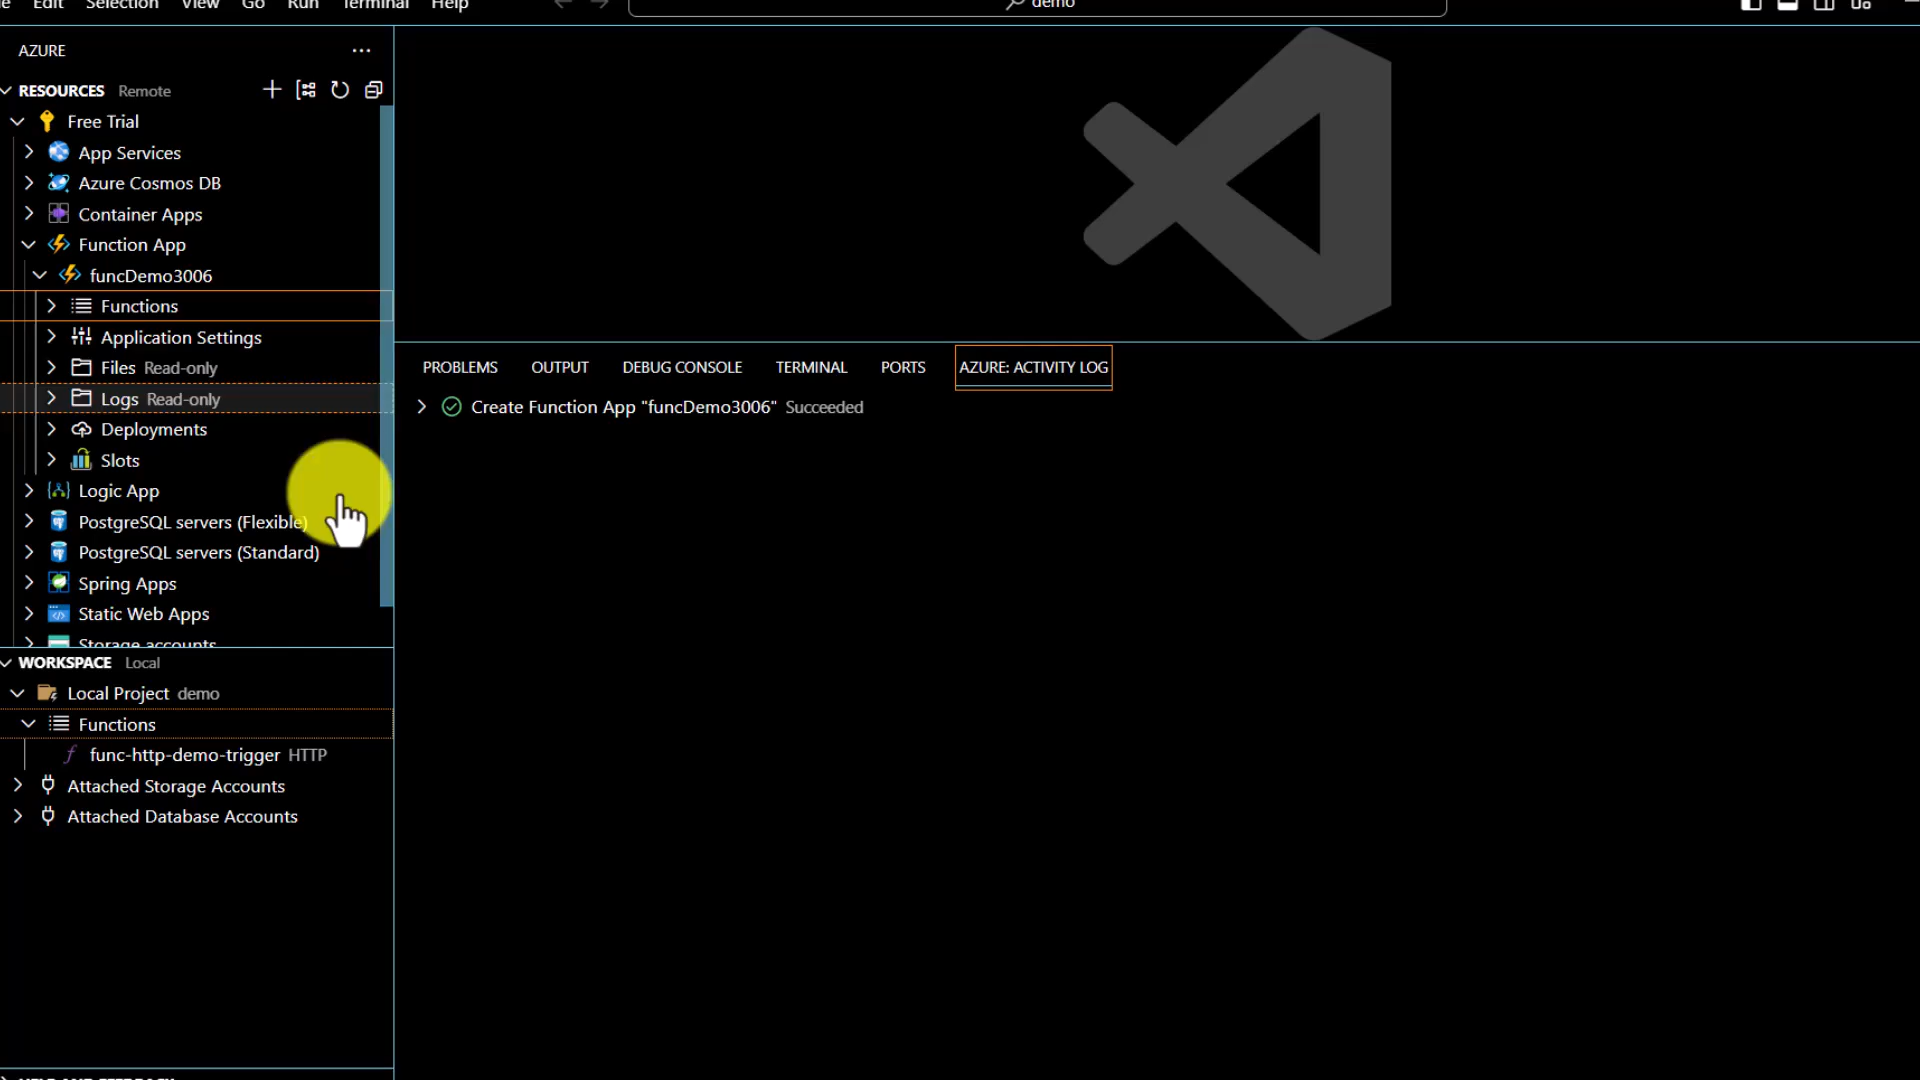 Edit Selection View Go Run Terminal Help
demo
AZURE
RESOURCES Remote
Free Trial
App Services
Azure Cosmos DB
Container Apps
Function App
funcDemo3006
Functions
Application Settings
Files Read-only
Logs Read-only
Deployments
Slots
Logic App
PostgreSQL servers (Flexible)
PostgreSQL servers (Standard)
Spring Apps
Static Web Apps
Storage accounts
WORKSPACE Local
Local Project demo
Functions
func-http-demo-trigger HTTP
Attached Storage Accounts
Attached Database Accounts
PROBLEMS OUTPUT DEBUG CONSOLE TERMINAL PORTS AZURE: ACTIVITY LOG
Create Function App "funcDemo3006" Succeeded